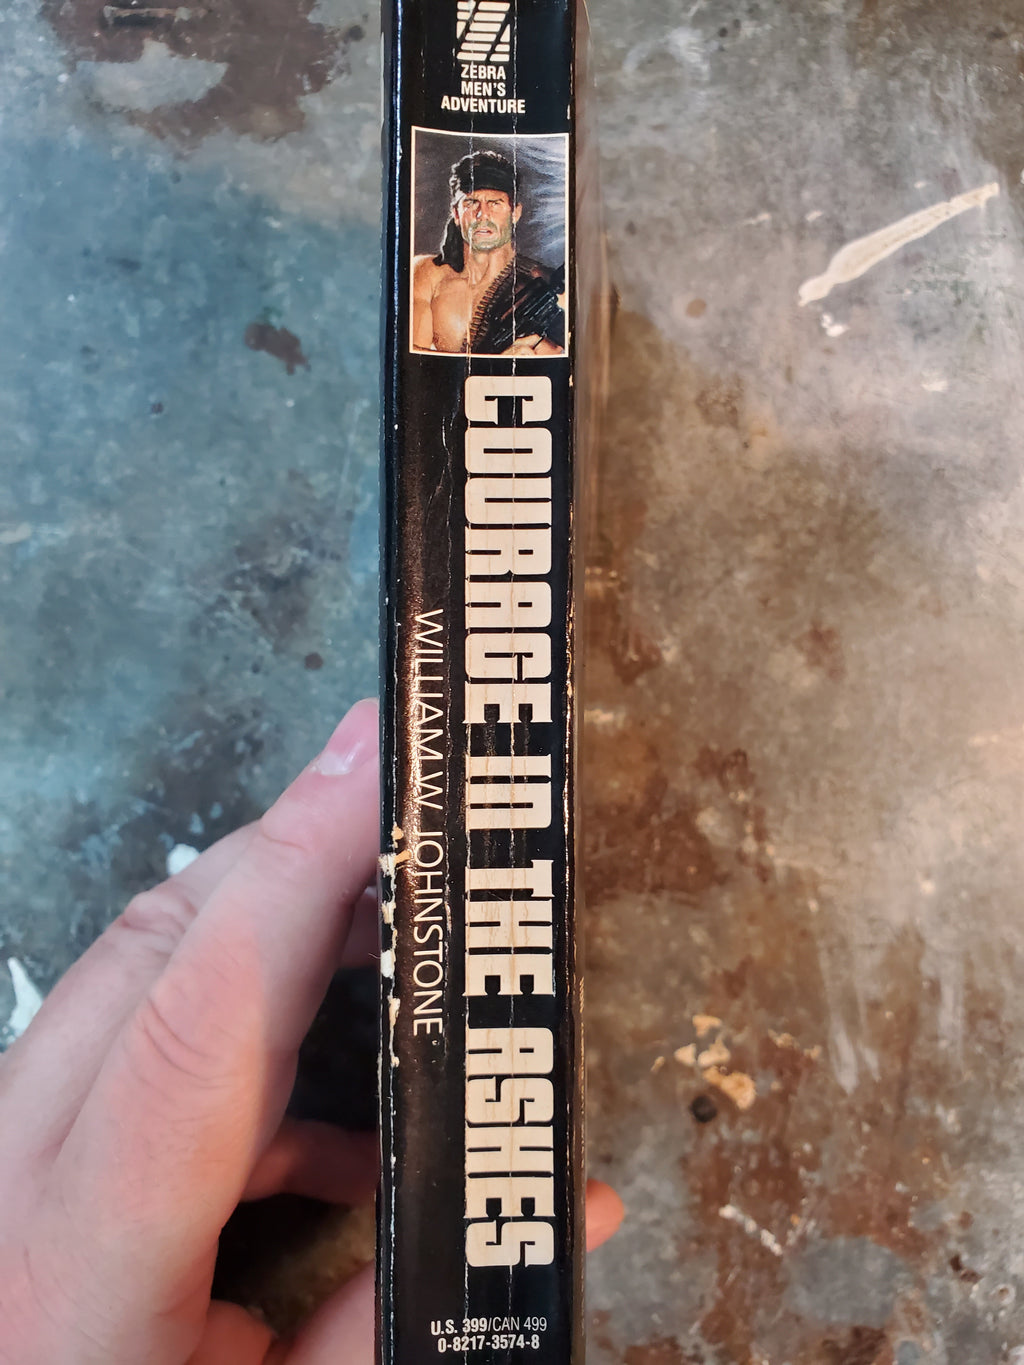 ZEBRA
MEN'S
ADVENTURE
COURAGE IN THE ASHES
WILLIAM W. JOHNSTONE
U.S. 399/CAN 499
0-8217-3574-8